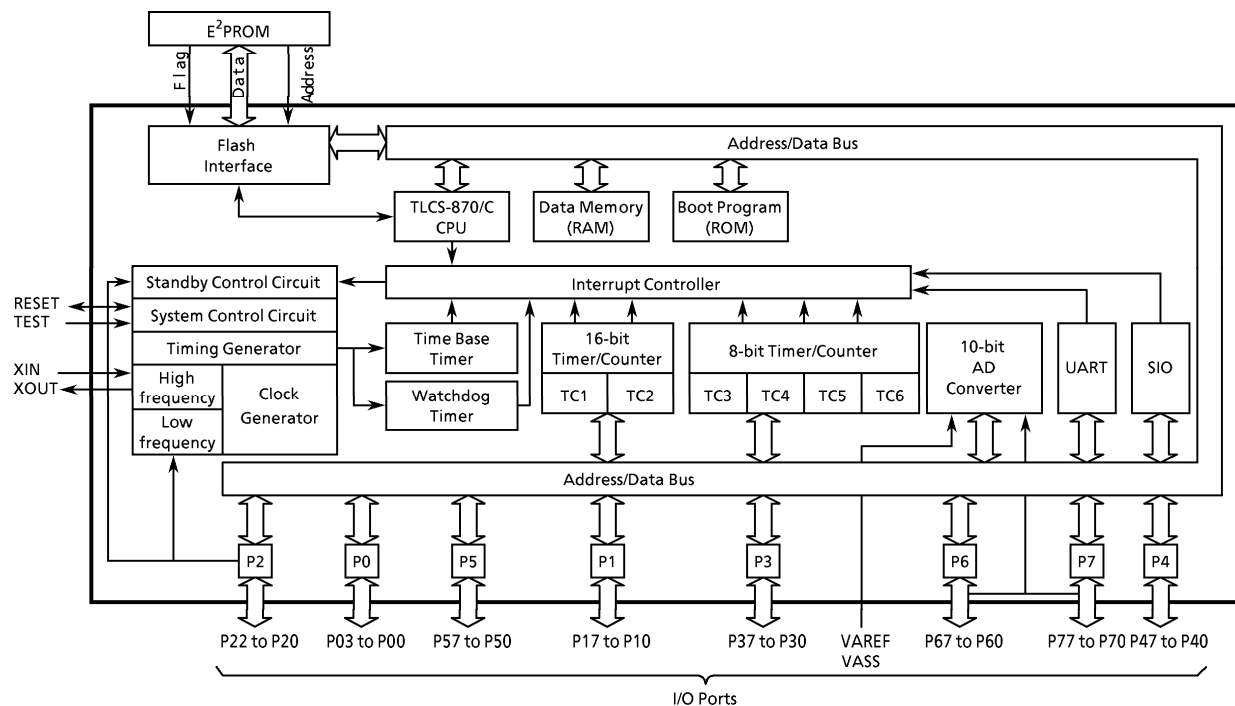 E²PROM
Flag
Data
Address
Flash
Interface
Address/Data Bus
TLCS-870/C
CPU
Data Memory
(RAM)
Boot Program
(ROM)
Standby Control Circuit
Interrupt Controller
RESET
TEST
System Control Circuit
Timing Generator
Time Base
Timer
16-bit
Timer/Counter
8-bit Timer/Counter
10-bit
AD
Converter
UART
SIO
XIN
XOUT
High
frequency
Clock
Generator
Low
frequency
Watchdog
Timer
TC1
TC2
TC3
TC4
TC5
TC6
Address/Data Bus
P2
P0
P5
P1
P3
P6
P7
P4
P22 to P20
P03 to P00
P57 to P50
P17 to P10
P37 to P30
VAREF
VASS
P67 to P60
P77 to P70
P47 to P40
I/O Ports